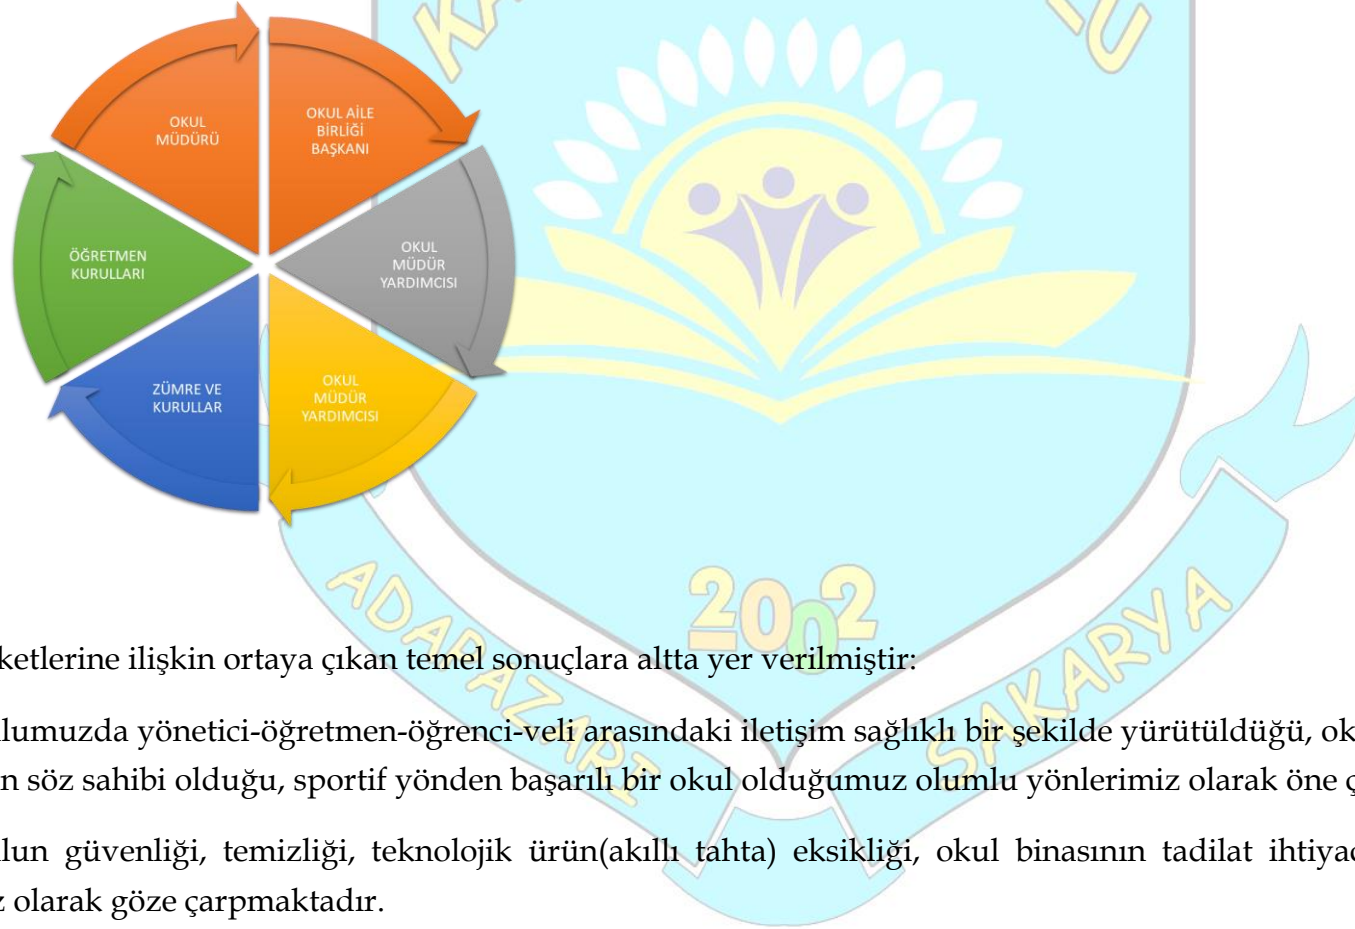 OKUL
MÜDÜRÜ
OKUL AİLE
BİRLİĞİ
BAŞKANI
ÖĞRETMEN
KURULLARI
OKUL
MÜDÜR
YARDIMCISI
ZÜMRE VE
KURULLAR
OKUL
MÜDÜR
YARDIMCISI
2002
ADAPAZARI
SAKARYA
ketlerine ilişkin ortaya çıkan temel sonuçlara altta yer verilmiştir:
lumuzda yönetici-öğretmen-öğrenci-veli arasındaki iletişim sağlıklı bir şekilde yürütüldüğü, ok
n söz sahibi olduğu, sportif yönden başarılı bir okul olduğumuz olumlu yönlerimiz olarak öne ç
lun güvenliği, temizliği, teknolojik ürün(akıllı tahta) eksikliği, okul binasının tadilat ihtiyac
z olarak göze çarpmaktadır.